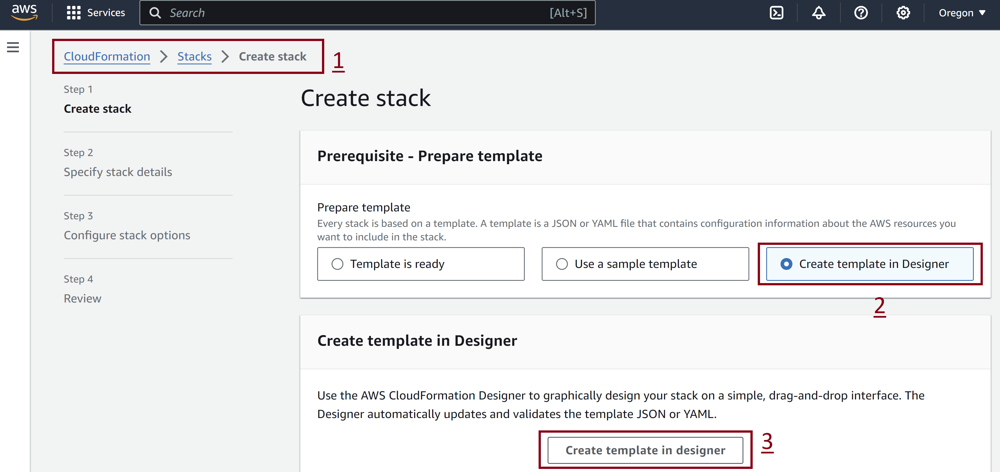 aws
Services
Search
[Alt+S]
Oregon
CloudFormation > Stacks > Create stack
1
Step 1
Create stack
Step 2
Specify stack details
Step 3
Configure stack options
Step 4
Review
Create stack
Prerequisite - Prepare template
Prepare template
Every stack is based on a template. A template is a JSON or YAML file that contains configuration information about the AWS resources you
want to include in the stack.
Template is ready
Use a sample template
Create template in Designer
2
Create template in Designer
Use the AWS CloudFormation Designer to graphically design your stack on a simple, drag-and-drop interface. The
Designer automatically updates and validates the template JSON or YAML.
Create template in designer
3